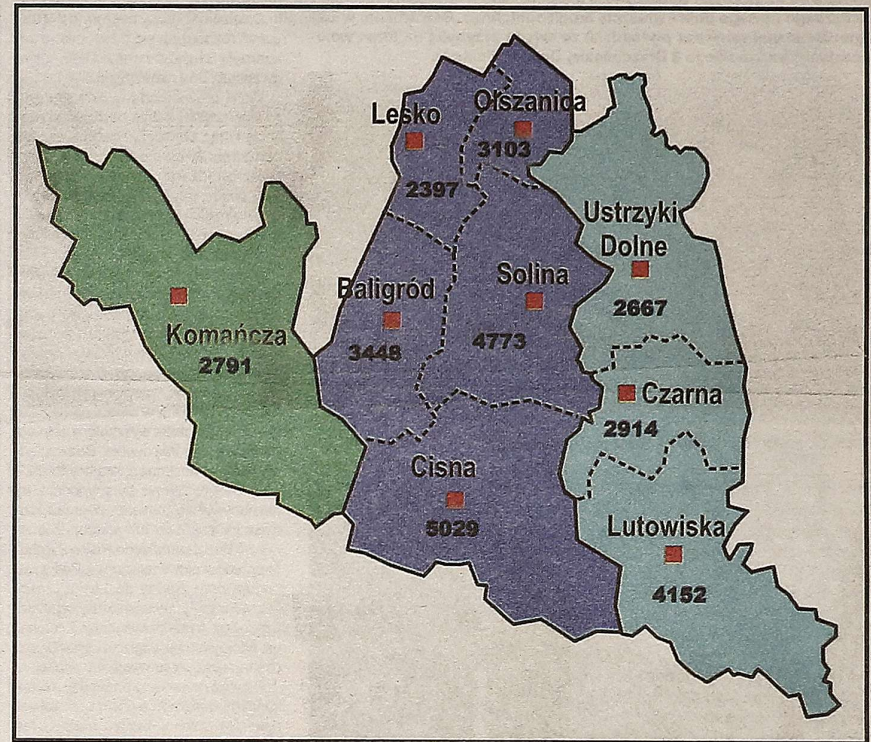 Lesko
2397
Olszanica
3103
Ustrzyki
Dolne
2667
Baligród
3448
Solina
4773
Komańcza
2791
Czarna
2914
Cisna
5029
Lutowiska
4152